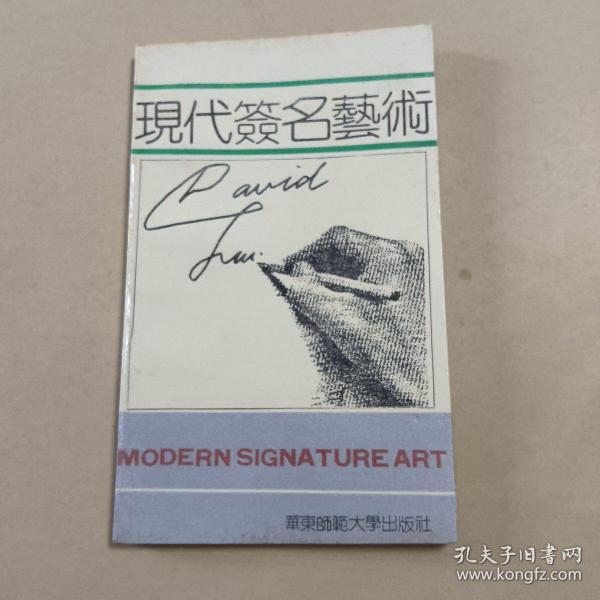 現代簽名藝術
David
MODERN SIGNATURE ART
華東師範大學出版社
孔夫子旧书网
www.kongfz.com